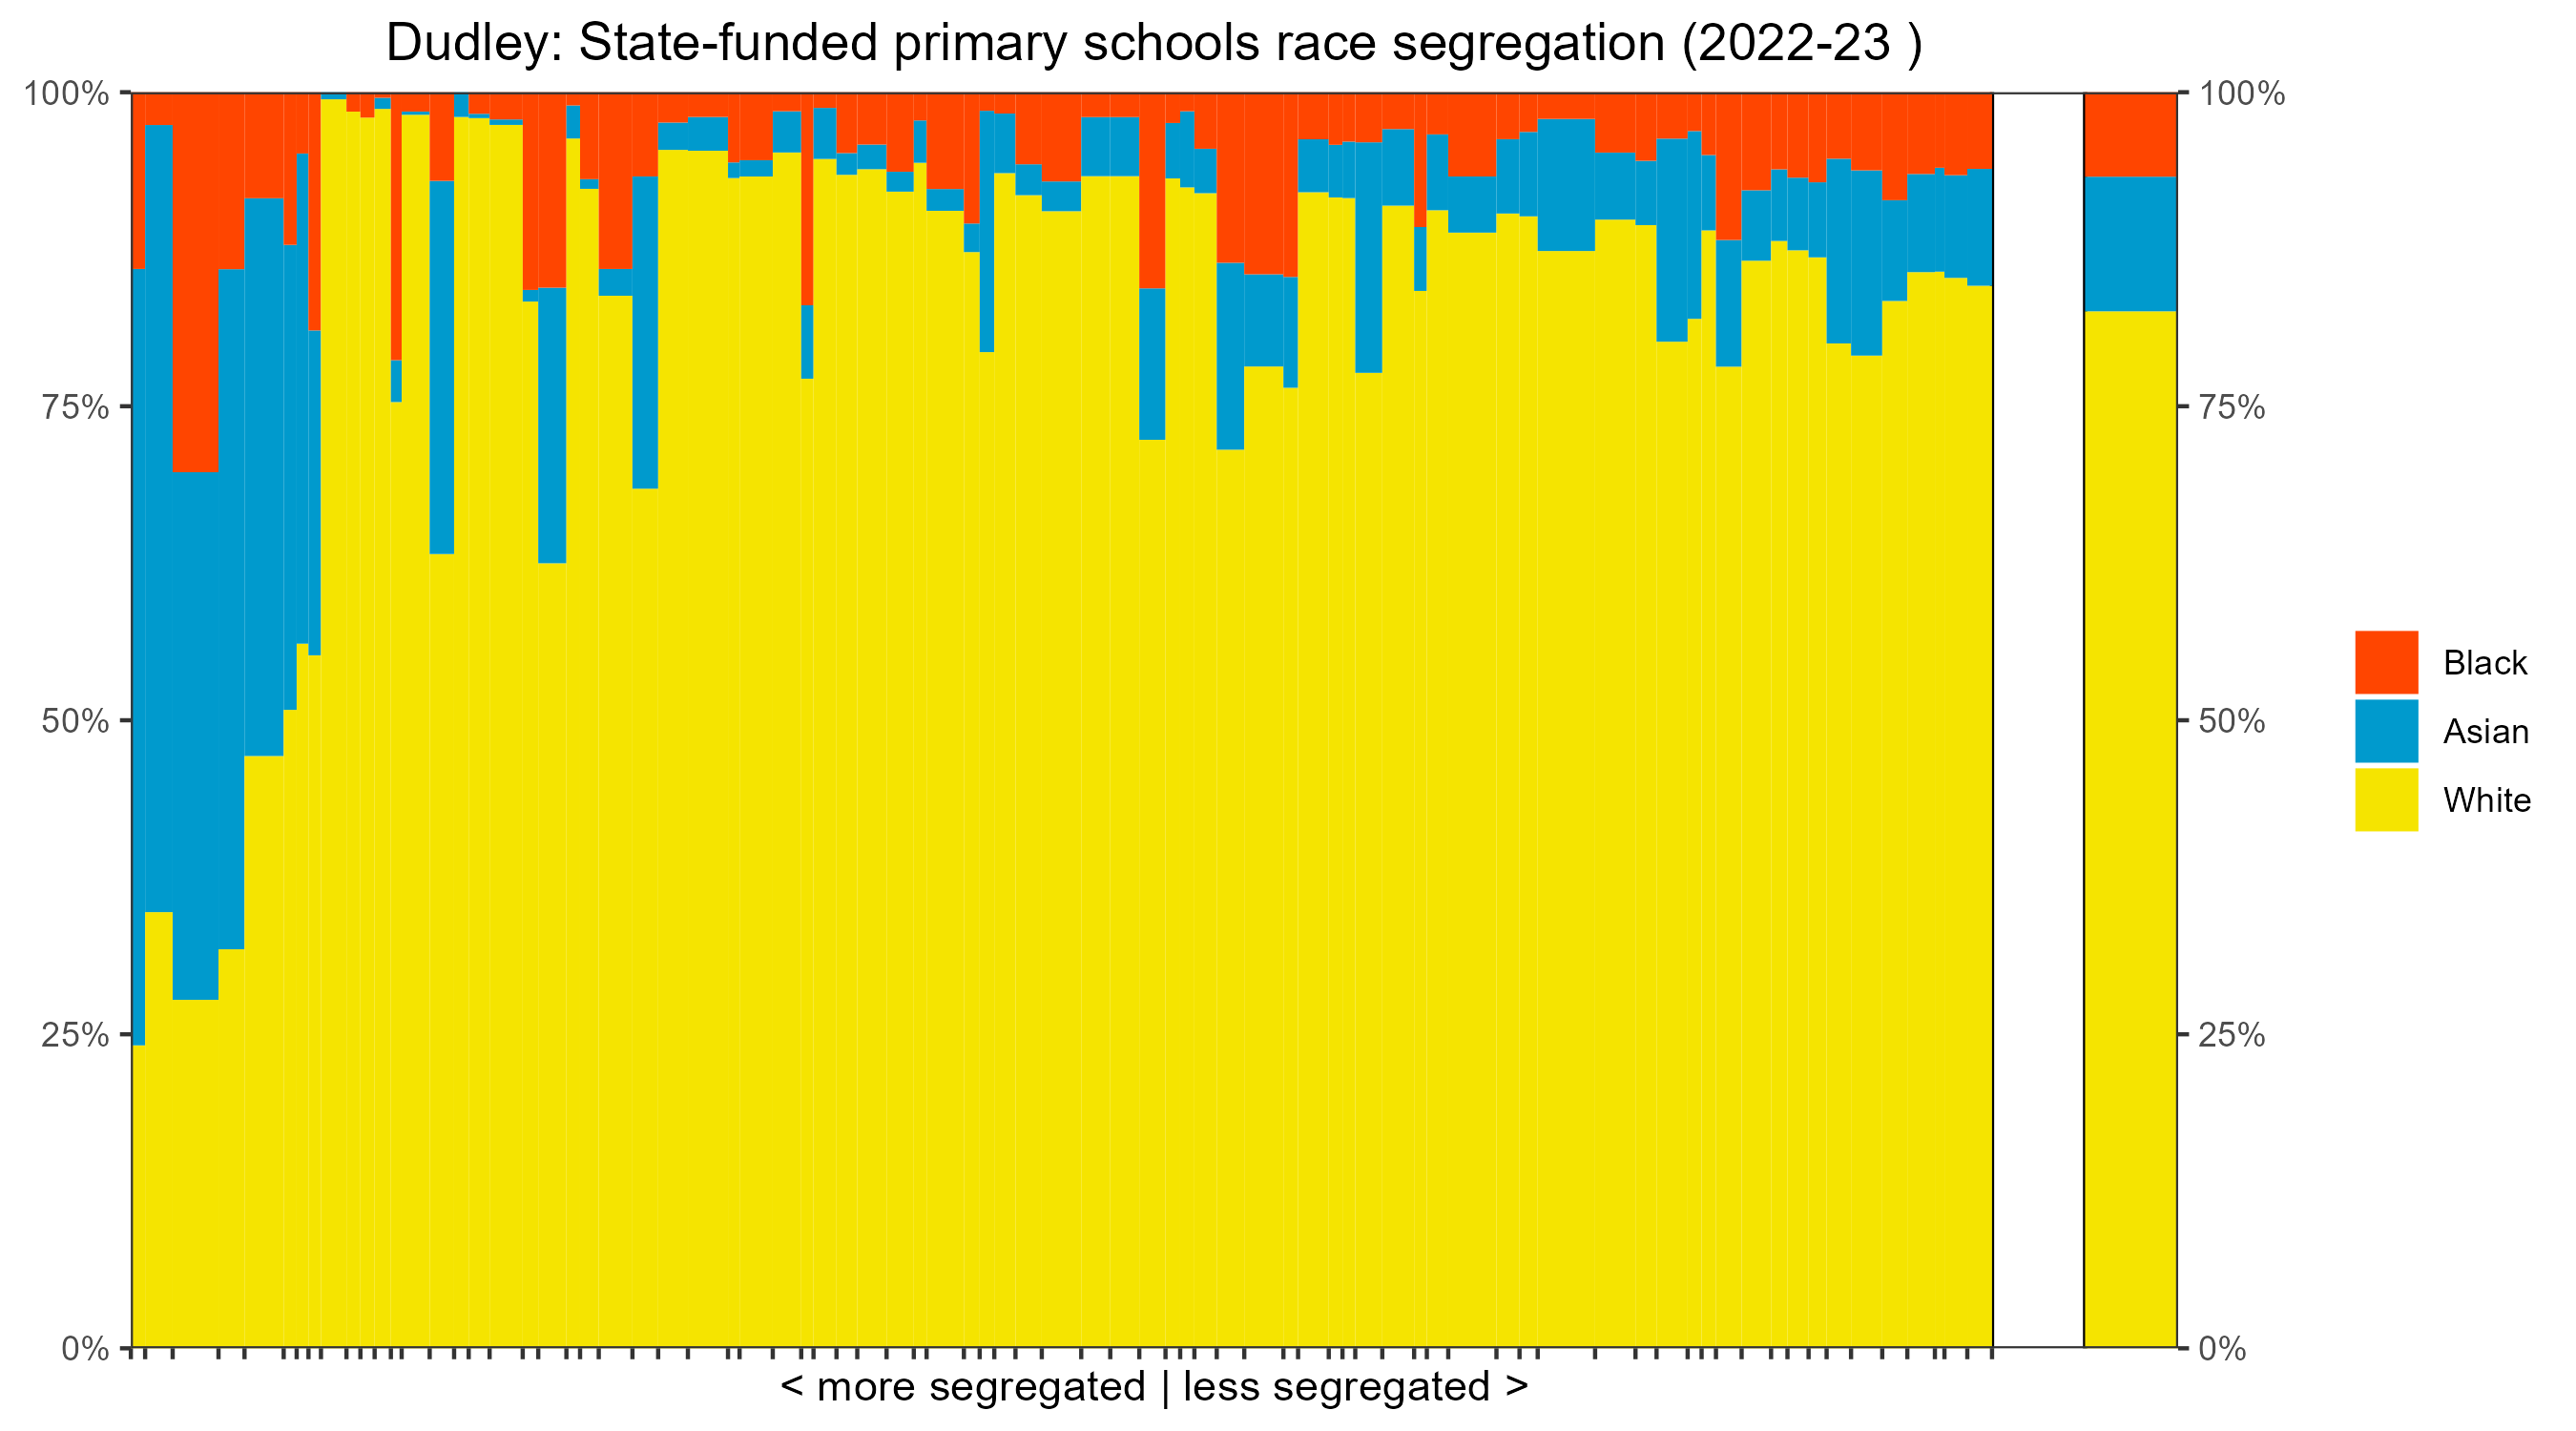 Dudley: State-funded primary schools race segregation (2022-23 )
100%
75%
50%
25%
0%
100%
75%
50%
25%
0%
Black
Asian
White
< more segregated | less segregated >